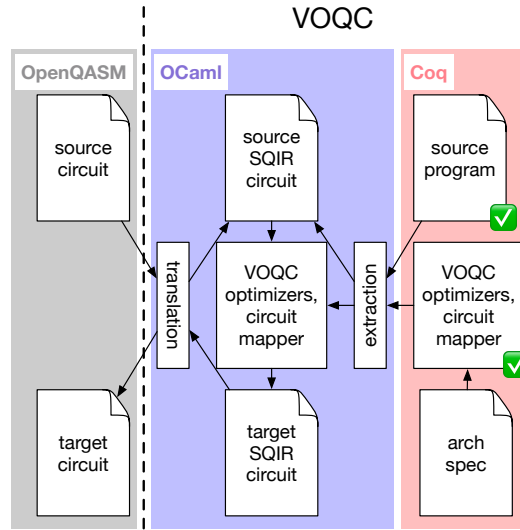 VOQC
OpenQASM
OCaml
Coq
source
circuit
source
SQIR
circuit
source
program
translation
VOQC
optimizers,
circuit
mapper
extraction
VOQC
optimizers,
circuit
mapper
target
circuit
target
SQIR
circuit
arch
spec